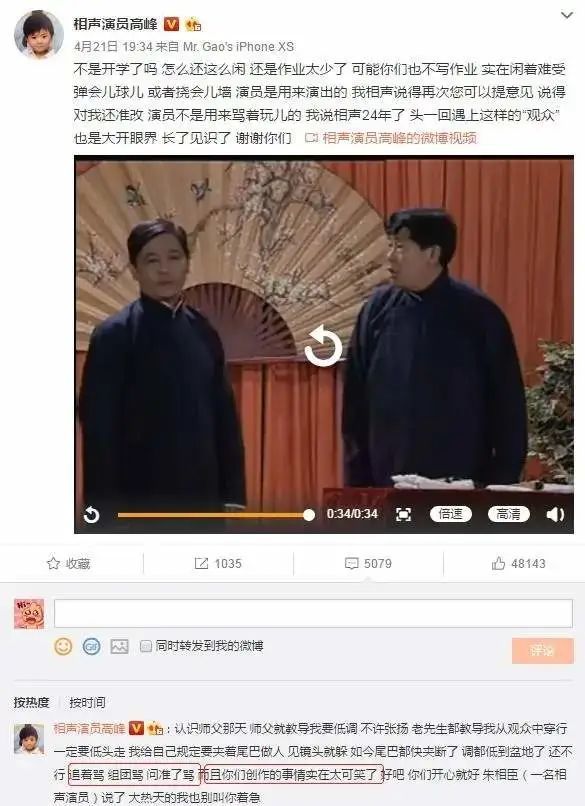 相声演员高峰
4月21日 19:34 来自 Mr. Gao's iPhone XS
不是开学了吗 怎么还这么闲 还是作业太少了 可能你们也不写作业 实在闲着难受
弹会儿球儿 或者挠会儿墙 演员是用来演出的 我相声说得再次您可以提意见 说得
对我还准改 演员不是用来骂着玩儿的 我说相声24年了 头一回遇上这样的“观众”
也是大开眼界 长了见识了 谢谢你们 相声演员高峰的微博视频
0:34/0:34 倍速 高清
收藏 1035 5079 48143
同时转发到我的微博 评论
按热度 按时间
相声演员高峰：认识师父那天 师父就教导我要低调 不许张扬 老先生都教导我从观众中穿行
一定要低头走 我给自己规定要夹着尾巴做人 见镜头就躲 如今尾巴都快夹断了 调都低到盆地了 还不
行 追着骂 组团骂 问准了骂 而且你们创作的事情实在太可笑了 好吧 你们开心就好 朱相臣（一名相
声演员）说了 大热天的我也别叫你着急